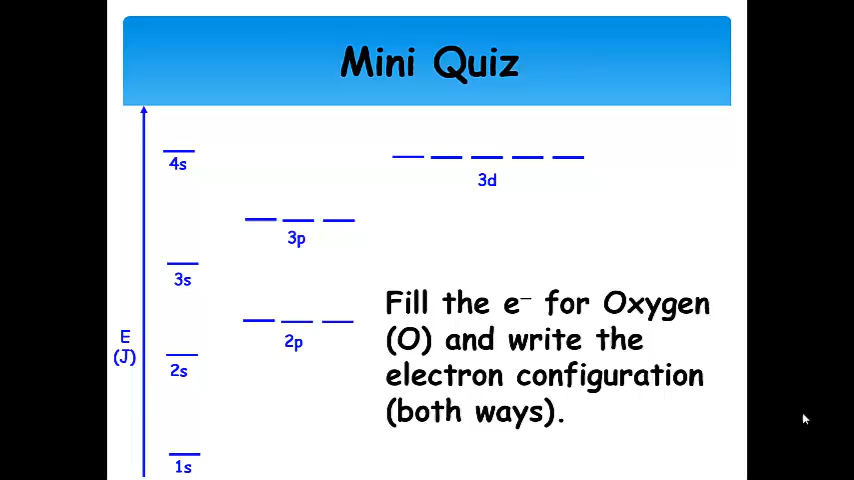 Mini Quiz
4s
3d
3p
3s
Fill the e⁻ for Oxygen
(O) and write the
electron configuration
(both ways).
E
(J)
2p
2s
1s